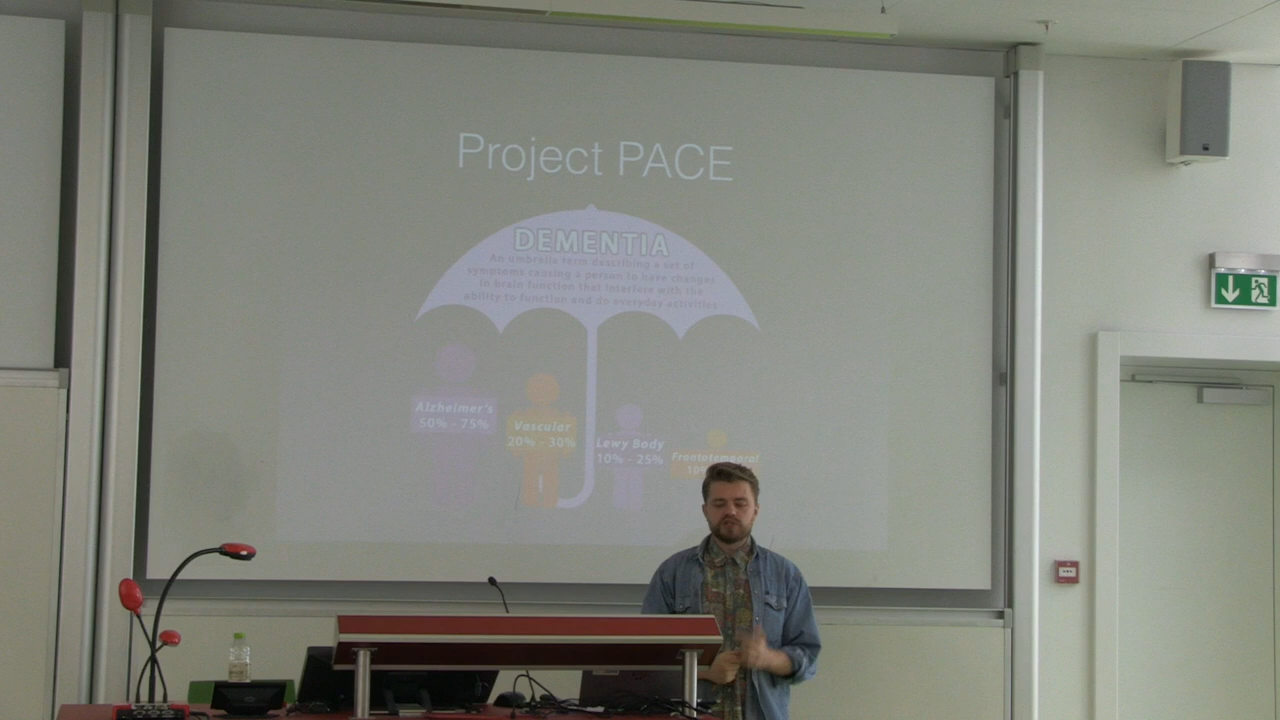 Project PACE
DEMENTIA
An umbrella term describing a set of
symptoms causing a person to have changes
in brain function that interfere with the
ability to function and do everyday activities
Alzheimer's
50% - 75%
Vascular
20% - 30%
Lewy Body
10% - 25%
Frontotemporal